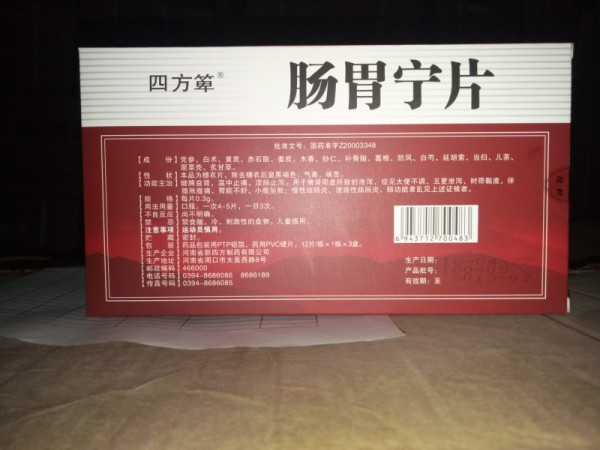 四方箄®
肠胃宁片
批准文号：国药准字Z20003348
【成 份】党参、白术、黄芪、赤石脂、姜炭、木香、砂仁、补骨脂、葛根、防风、白芍、延胡索、当归、儿茶、
罂粟壳、炙甘草。
【性 状】本品为糖衣片，除去糖衣后显黑褐色，气香，味苦。
【功能主治】健脾益肾，温中止痛，涩肠止泻。用于脾肾阳虚所致的泄泻，症见大便不调、五更泄泻、时带黏液，伴
腹胀腹痛，胃脘不舒、小腹坠胀；慢性结肠炎、溃疡性结肠炎、肠功能紊乱见上述证候者。
【规 格】每片0.3g。
【用法用量】口服，一次4-5片，一日3次。
【不良反应】尚不明确。
【禁 忌】禁食酸、冷、刺激性的食物，儿童慎用。
【注意事项】运动员慎用。
【贮 藏】密封。
【包 装】药品包装用PTP铝箔、药用PVC硬片，12片/板×1板×3盒。
【生产企业】河南省新四方制药有限公司
【生产地址】河南省周口市太昊西路6号
【邮政编码】466000
【电话号码】0394-8686086 8686189
【传真号码】0394-8686085
6943712700483
生产日期：
产品批号：
有效期：至